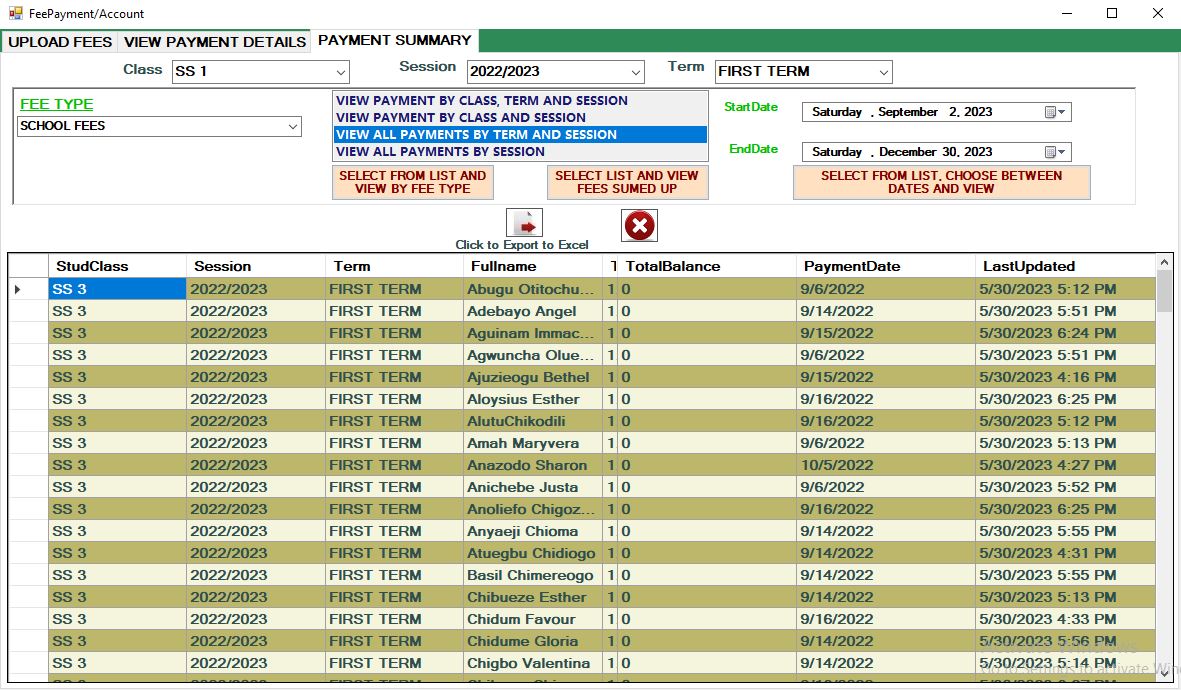 FeePayment/Account
UPLOAD FEES VIEW PAYMENT DETAILS PAYMENT SUMMARY
Class SS 1 Session 2022/2023 Term FIRST TERM
FEE TYPE
SCHOOL FEES
VIEW PAYMENT BY CLASS, TERM AND SESSION
VIEW PAYMENT BY CLASS AND SESSION
VIEW ALL PAYMENTS BY TERM AND SESSION
VIEW ALL PAYMENTS BY SESSION
StartDate Saturday , September 2, 2023
EndDate Saturday , December 30, 2023
SELECT FROM LIST AND
VIEW BY FEE TYPE
SELECT LIST AND VIEW
FEES SUMED UP
SELECT FROM LIST, CHOOSE BETWEEN
DATES AND VIEW
Click to Export to Excel
StudClass Session Term Fullname T TotalBalance PaymentDate LastUpdated
SS 3 2022/2023 FIRST TERM Abugu Otitochu... 1 0 9/6/2022 5/30/2023 5:12 PM
SS 3 2022/2023 FIRST TERM Adebayo Angel 1 0 9/14/2022 5/30/2023 5:51 PM
SS 3 2022/2023 FIRST TERM Aguinam Immac... 1 0 9/15/2022 5/30/2023 6:24 PM
SS 3 2022/2023 FIRST TERM Agwuncha Olue... 1 0 9/6/2022 5/30/2023 5:51 PM
SS 3 2022/2023 FIRST TERM Ajuzieogu Bethel 1 0 9/15/2022 5/30/2023 4:16 PM
SS 3 2022/2023 FIRST TERM Aloysius Esther 1 0 9/16/2022 5/30/2023 6:25 PM
SS 3 2022/2023 FIRST TERM AlutuChikodili 1 0 9/16/2022 5/30/2023 5:12 PM
SS 3 2022/2023 FIRST TERM Amah Maryvera 1 0 9/6/2022 5/30/2023 5:13 PM
SS 3 2022/2023 FIRST TERM Anazodo Sharon 1 0 10/5/2022 5/30/2023 4:27 PM
SS 3 2022/2023 FIRST TERM Anichebe Justa 1 0 9/6/2022 5/30/2023 5:52 PM
SS 3 2022/2023 FIRST TERM Anoliefo Chigoz... 1 0 9/16/2022 5/30/2023 6:25 PM
SS 3 2022/2023 FIRST TERM Anyaeji Chioma 1 0 9/14/2022 5/30/2023 5:55 PM
SS 3 2022/2023 FIRST TERM Atuegbu Chidiogo 1 0 9/14/2022 5/30/2023 4:31 PM
SS 3 2022/2023 FIRST TERM Basil Chimereogo 1 0 9/14/2022 5/30/2023 5:55 PM
SS 3 2022/2023 FIRST TERM Chibueze Esther 1 0 9/14/2022 5/30/2023 5:13 PM
SS 3 2022/2023 FIRST TERM Chidum Favour 1 0 9/16/2022 5/30/2023 4:33 PM
SS 3 2022/2023 FIRST TERM Chidume Gloria 1 0 9/14/2022 5/30/2023 5:56 PM
SS 3 2022/2023 FIRST TERM Chigbo Valentina 1 0 9/14/2022 5/30/2023 5:14 PM